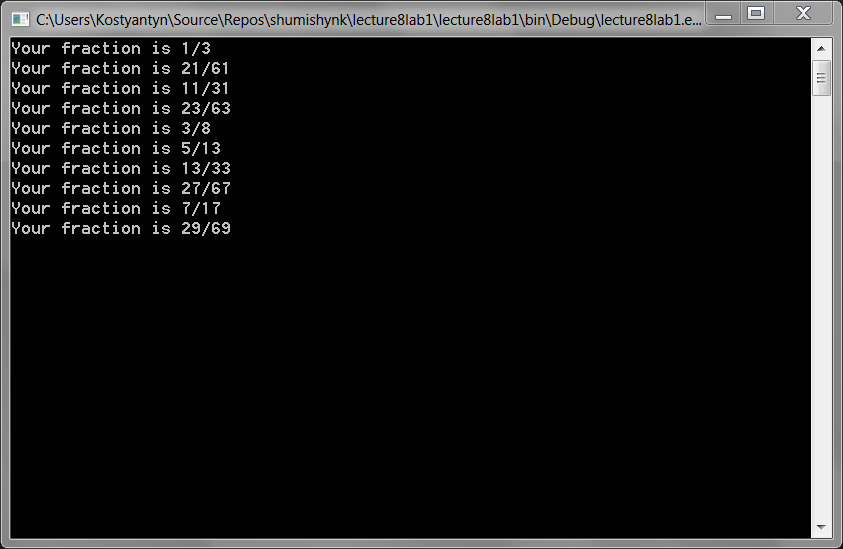 C:\Users\Kostyantyn\Source\Repos\shumishynk\lecture8lab1\lecture8lab1\bin\Debug\lecture8lab1.e...
Your fraction is 1/3
Your fraction is 21/61
Your fraction is 11/31
Your fraction is 23/63
Your fraction is 3/8
Your fraction is 5/13
Your fraction is 13/33
Your fraction is 27/67
Your fraction is 7/17
Your fraction is 29/69